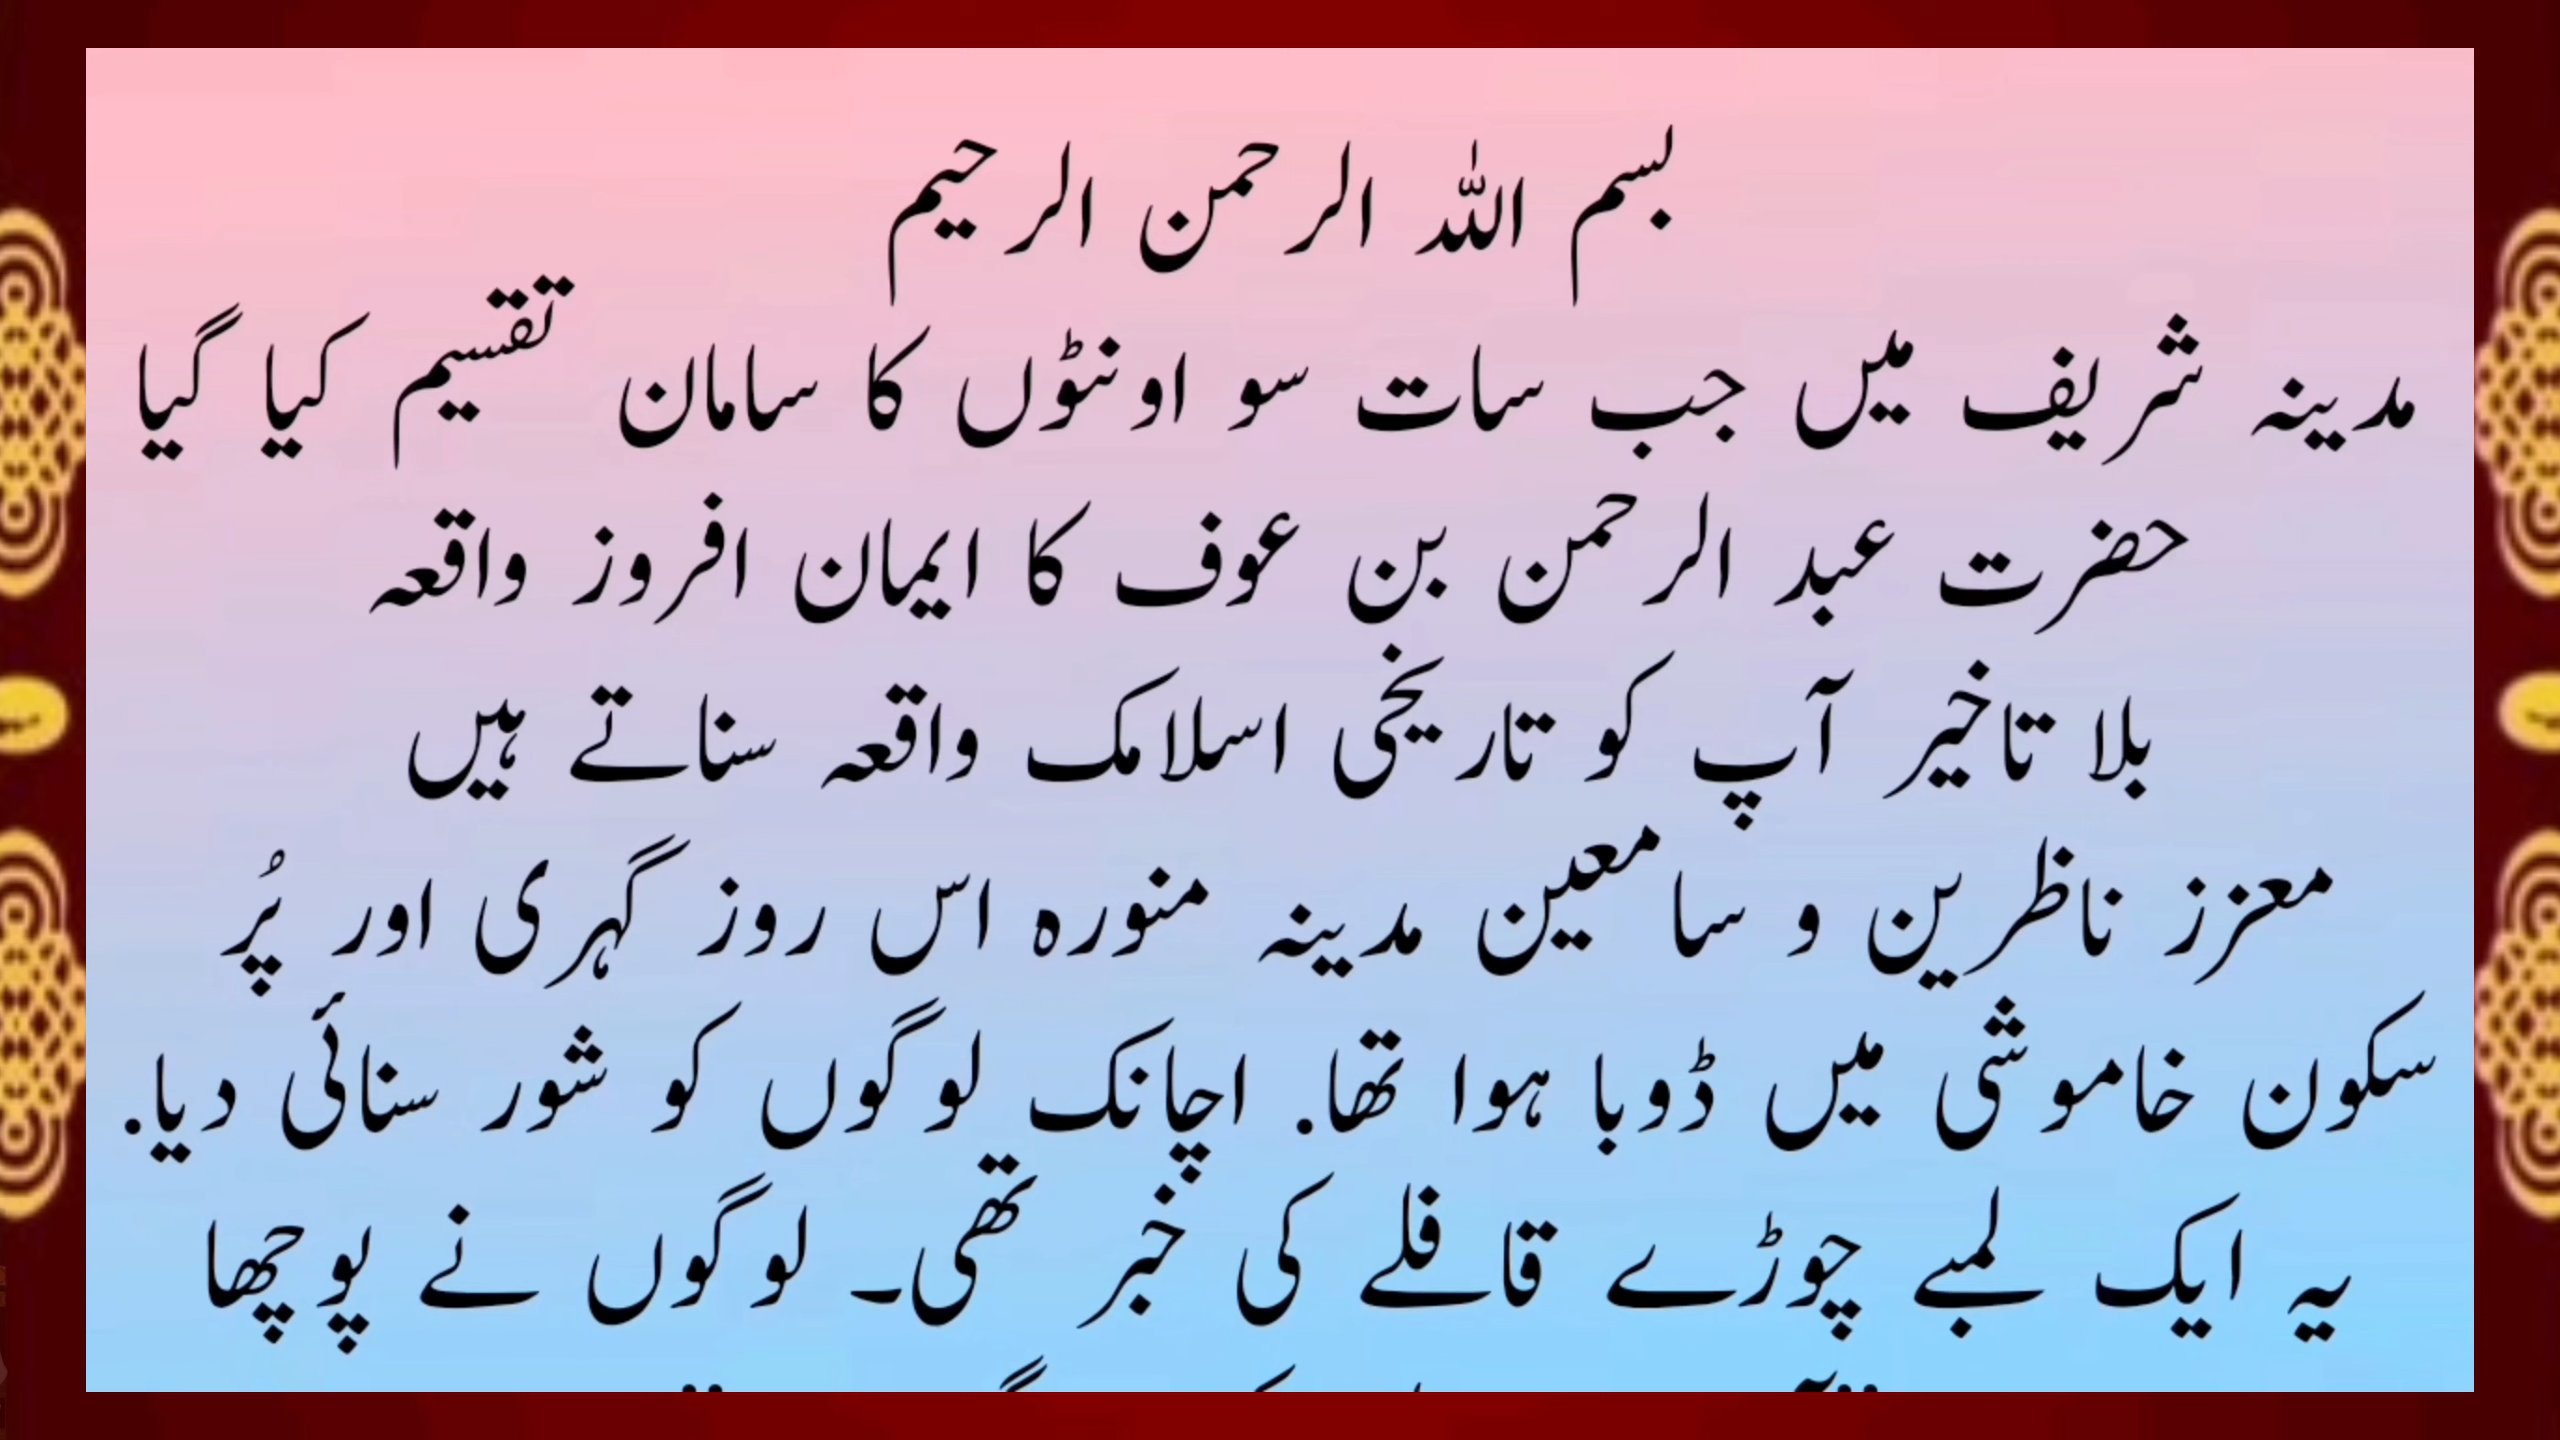 بسم اللہ الرحمن الرحیم
مدینہ شریف میں جب سات سو اونٹوں کا سامان تقسیم کیا گیا
حضرت عبد الرحمن بن عوف کا ایمان افروز واقعہ
بلا تاخیر آپ کو تاریخی اسلامک واقعہ سناتے ہیں
معزز ناظرین و سامعین مدینہ منورہ اس روز گہری اور پُر
سکون خاموشی میں ڈوبا ہوا تھا. اچانک لوگوں کو شور سنائی دیا.
یہ ایک لمبے چوڑے قافلے کی خبر تھی۔ لوگوں نے پوچھا